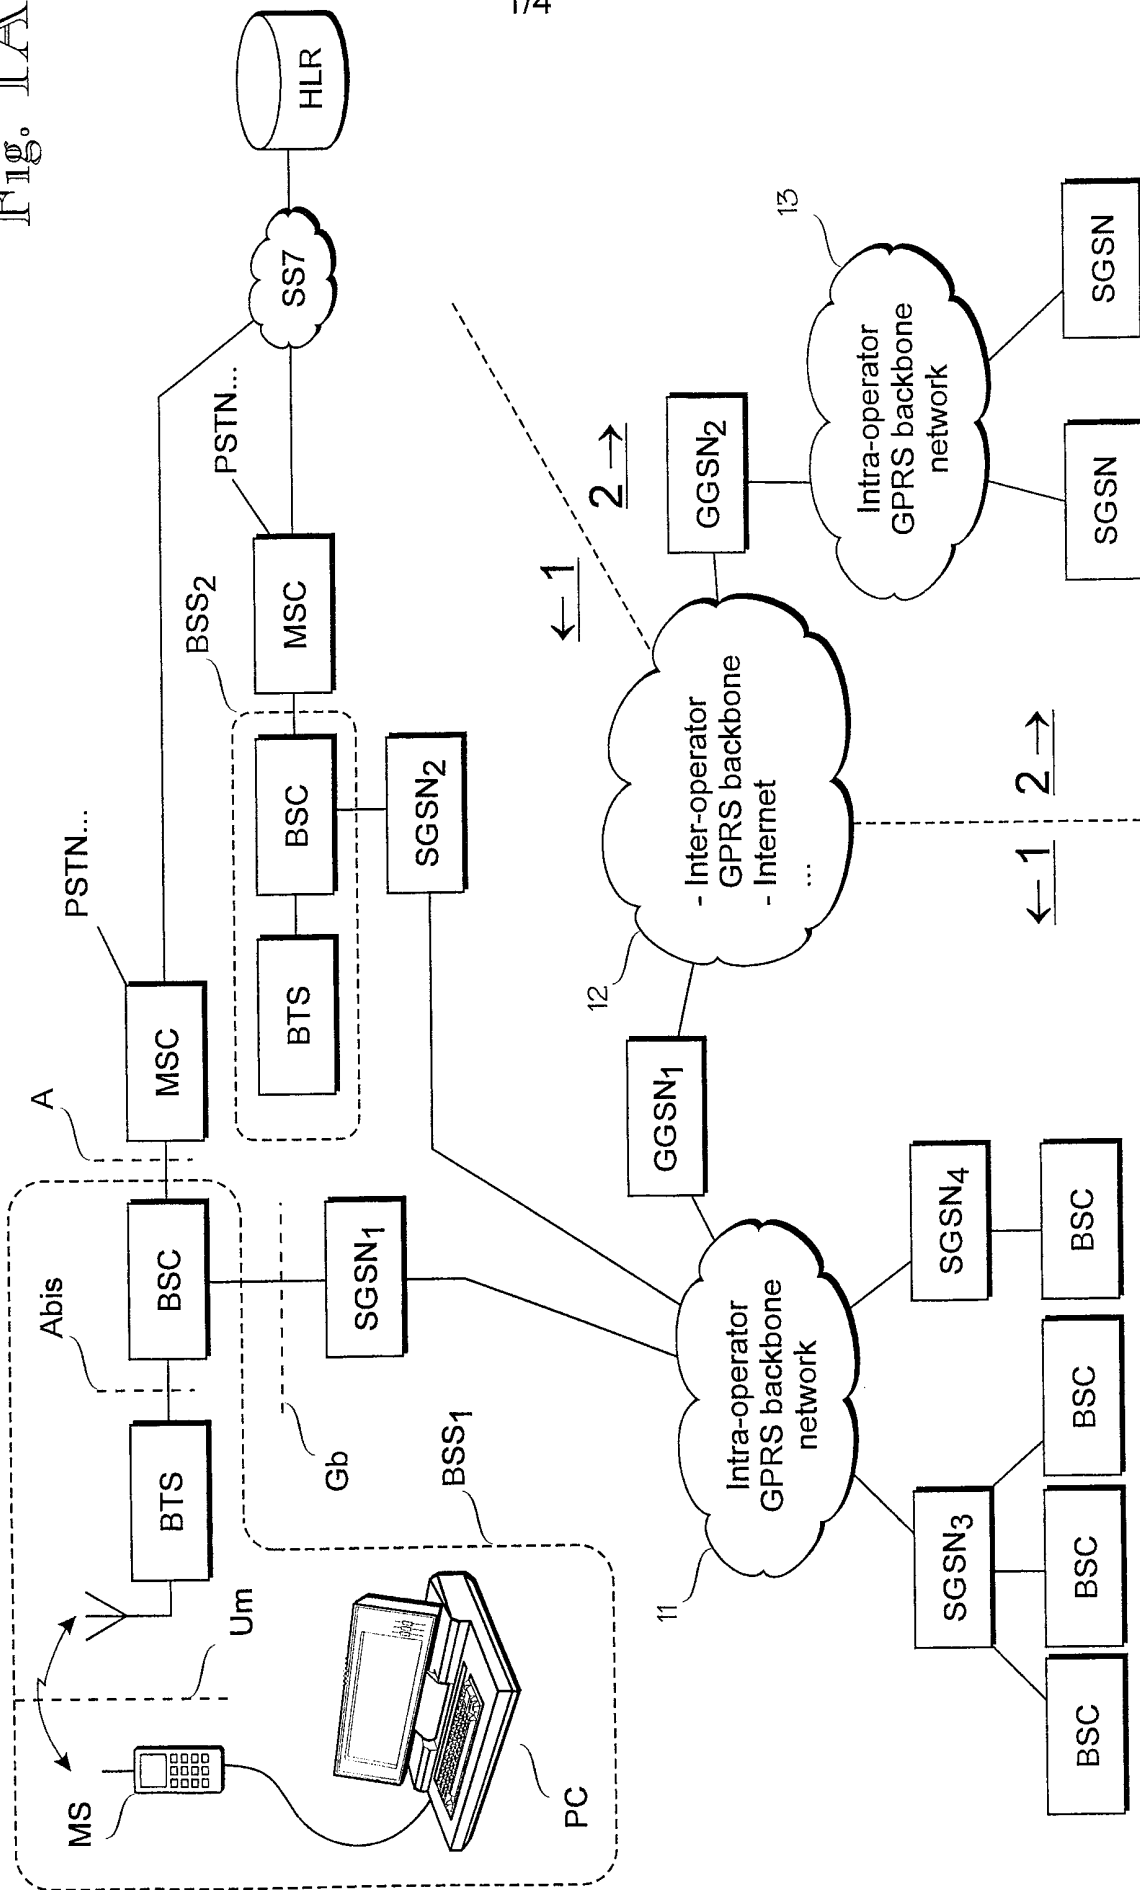 1/4
Fig. 1A
HLR
SS7
PSTN...
MSC
BSS2
BSC
BTS
SGSN2
PSTN...
MSC
A
BSC
Abis
BTS
Um
MS
PC
Gb
SGSN1
BSS1
← 1
2 →
13
GGSN2
Intra-operator
GPRS backbone
network
SGSN
SGSN
12
- Inter-operator
GPRS backbone
- Internet
...
← 1
2 →
GGSN1
11
Intra-operator
GPRS backbone
network
SGSN4
BSC
SGSN3
BSC
BSC
BSC